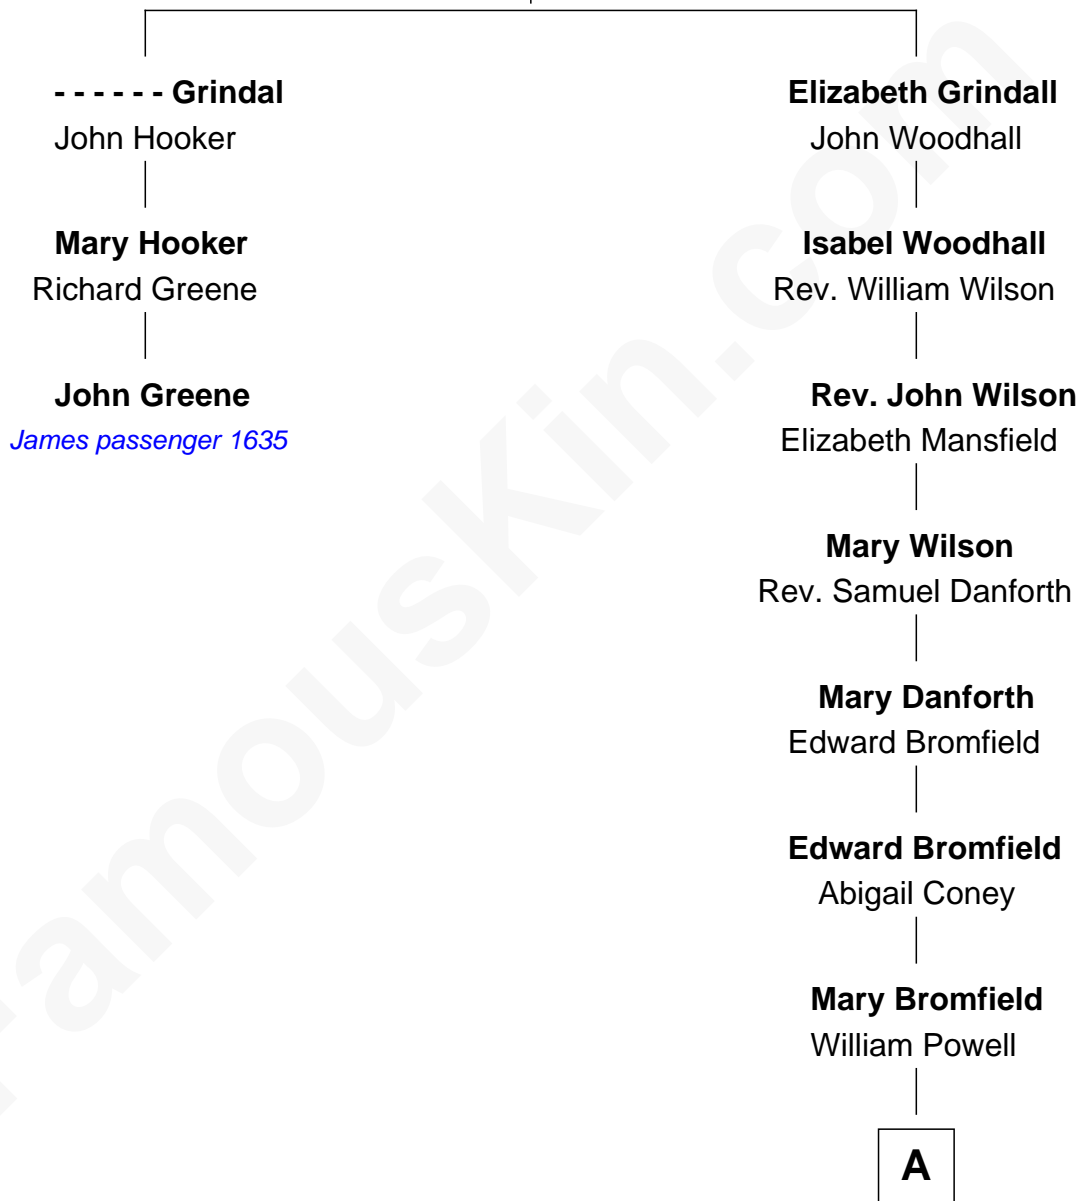 - - - - - - Grindal
John Hooker
Mary Hooker
Richard Greene
John Greene
James passenger 1635
Elizabeth Grindall
John Woodhall
Isabel Woodhall
Rev. William Wilson
Rev. John Wilson
Elizabeth Mansfield
Mary Wilson
Rev. Samuel Danforth
Mary Danforth
Edward Bromfield
Edward Bromfield
Abigail Coney
Mary Bromfield
William Powell
A
FamousKin.com